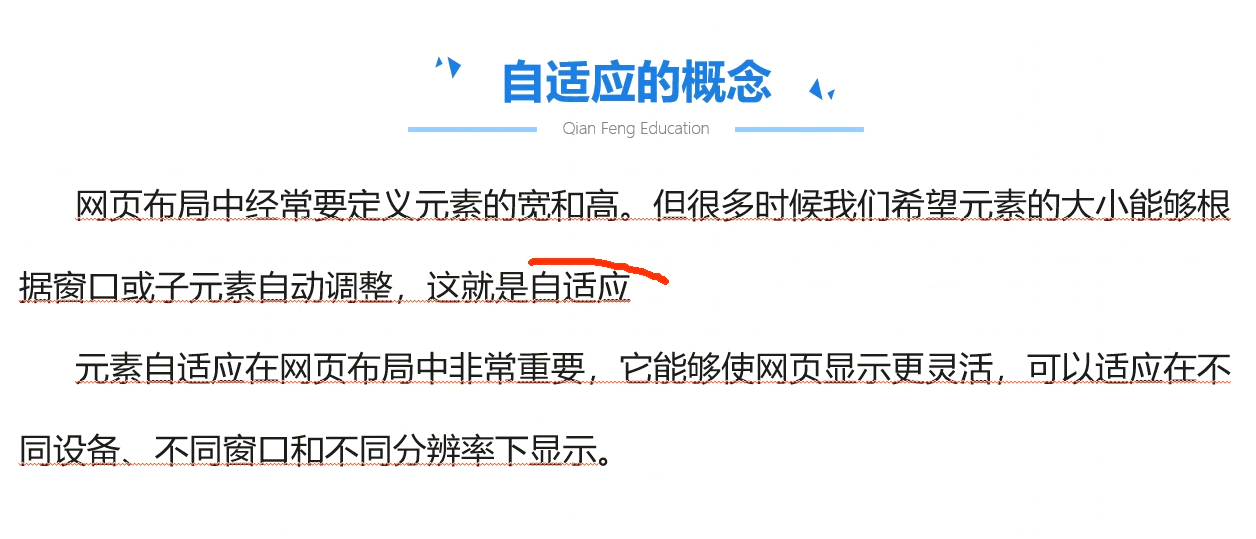 自适应的概念
Qian Feng Education
网页布局中经常要定义元素的宽和高。但很多时候我们希望元素的大小能够根
据窗口或子元素自动调整，这就是自适应
元素自适应在网页布局中非常重要，它能够使网页显示更灵活，可以适应在不
同设备、不同窗口和不同分辨率下显示。